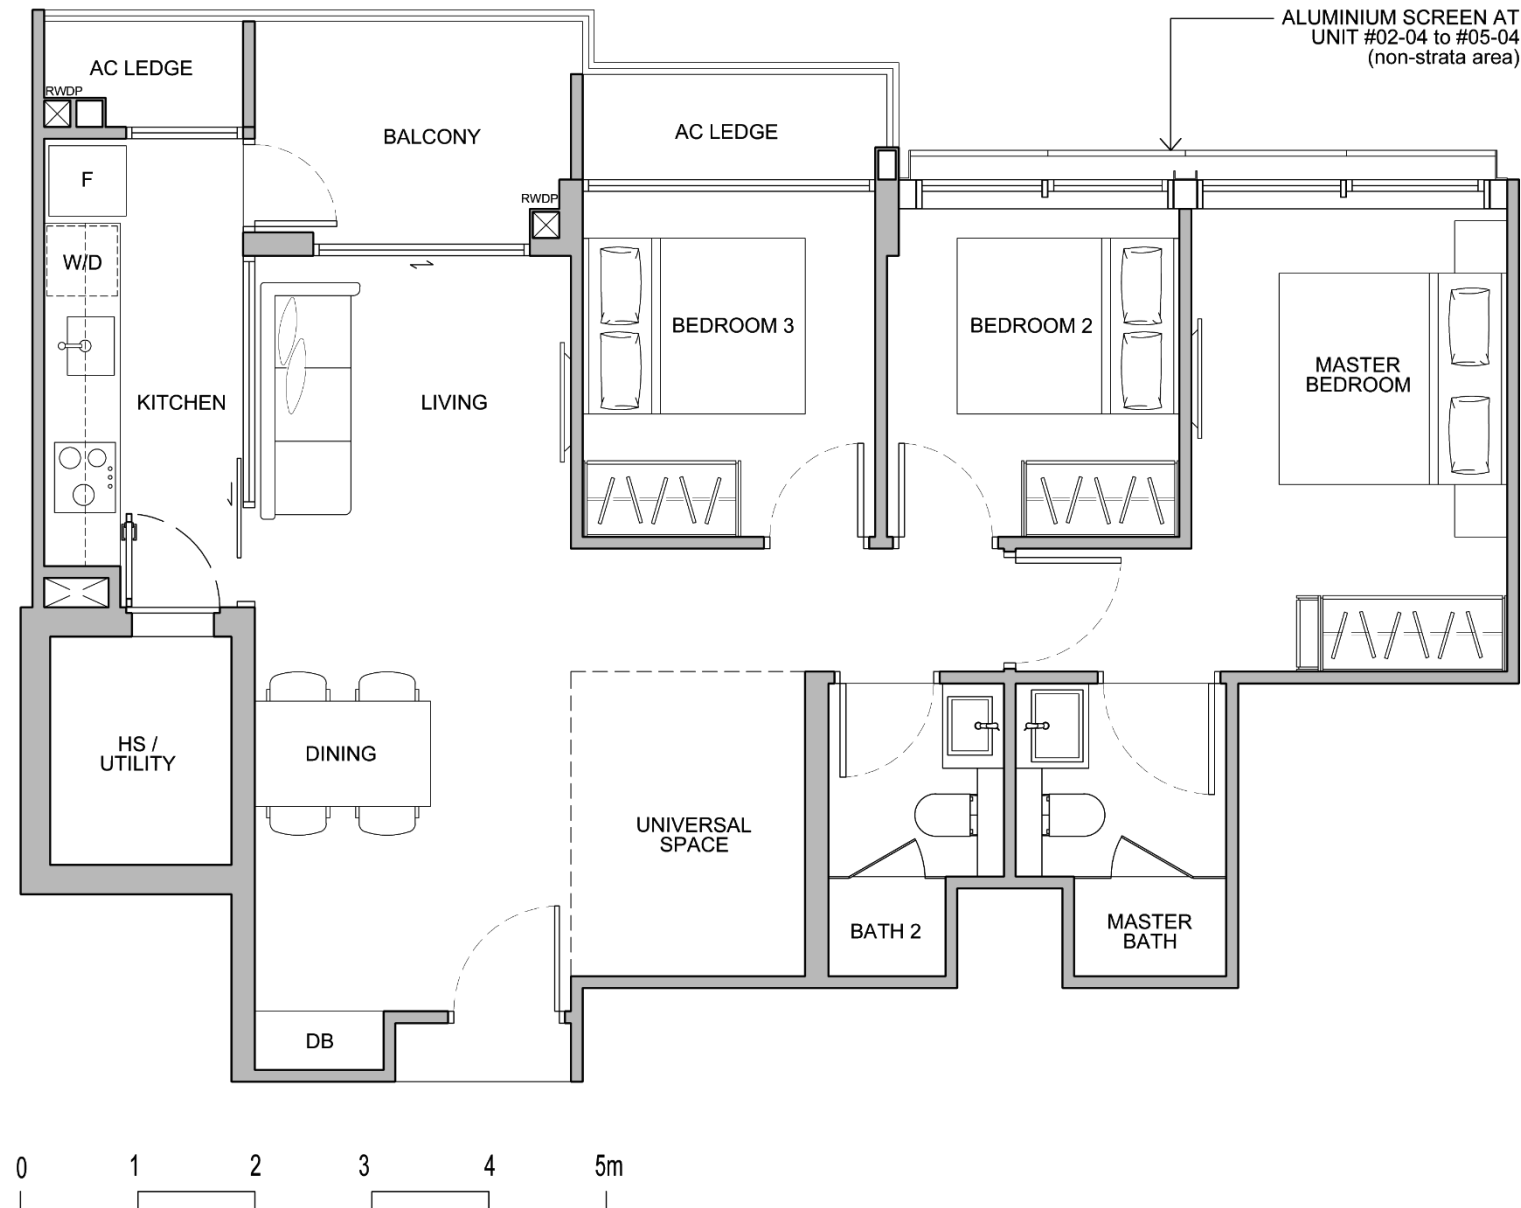 ALUMINIUM SCREEN AT
UNIT #02-04 to #05-04
(non-strata area)
AC LEDGE
RWDP
BALCONY
AC LEDGE
F
RWDP
W/D
BEDROOM 3
BEDROOM 2
MASTER
BEDROOM
KITCHEN
LIVING
HS /
UTILITY
DINING
UNIVERSAL
SPACE
BATH 2
MASTER
BATH
DB
0 1 2 3 4 5m